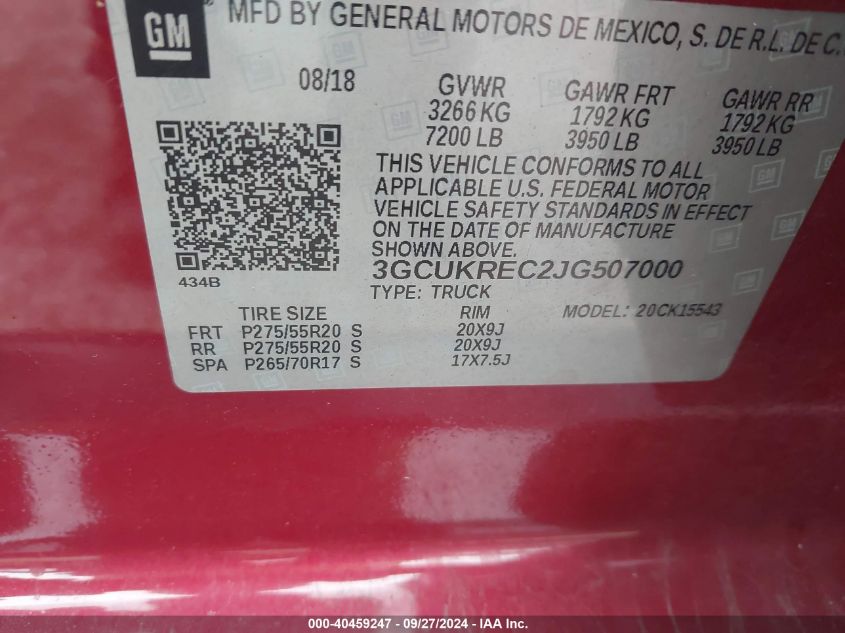 GM
MFD BY GENERAL MOTORS DE MEXICO, S. DE R.L. DE C.
08/18
GVWR
3266 KG
7200 LB
GAWR FRT
1792 KG
3950 LB
GAWR RR
1792 KG
3950 LB
THIS VEHICLE CONFORMS TO ALL
APPLICABLE U.S. FEDERAL MOTOR
VEHICLE SAFETY STANDARDS IN EFFECT
ON THE DATE OF MANUFACTURE
SHOWN ABOVE.
3GCUKREC2JG507000
434B
TYPE: TRUCK
MODEL: 20CK15543
TIRE SIZE RIM
FRT P275/55R20 S 20X9J
RR P275/55R20 S 20X9J
SPA P265/70R17 S 17X7.5J
000-40459247 - 09/27/2024 - IAA Inc.